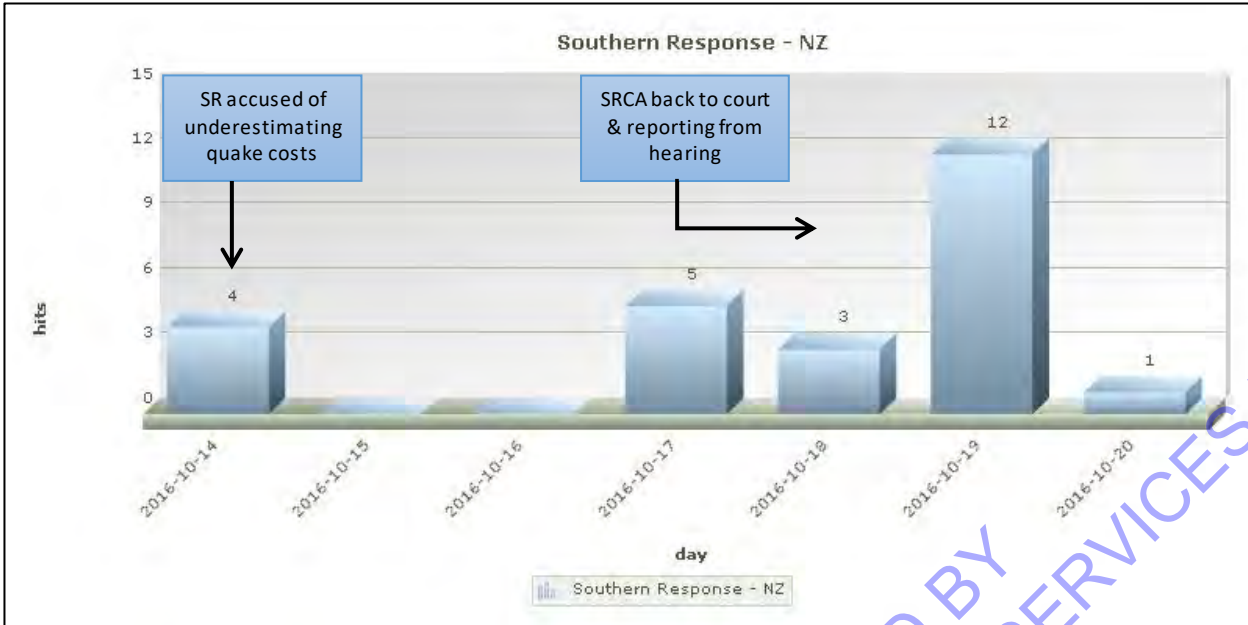 Southern Response - NZ
15
SR accused of
underestimating
quake costs
SRCA back to court
& reporting from
hearing
12
9
6
3
0
hits
4
5
3
12
1
2016-10-14
2016-10-15
2016-10-16
2016-10-17
2016-10-18
2016-10-19
2016-10-20
day
Southern Response - NZ
BY
SERVICES